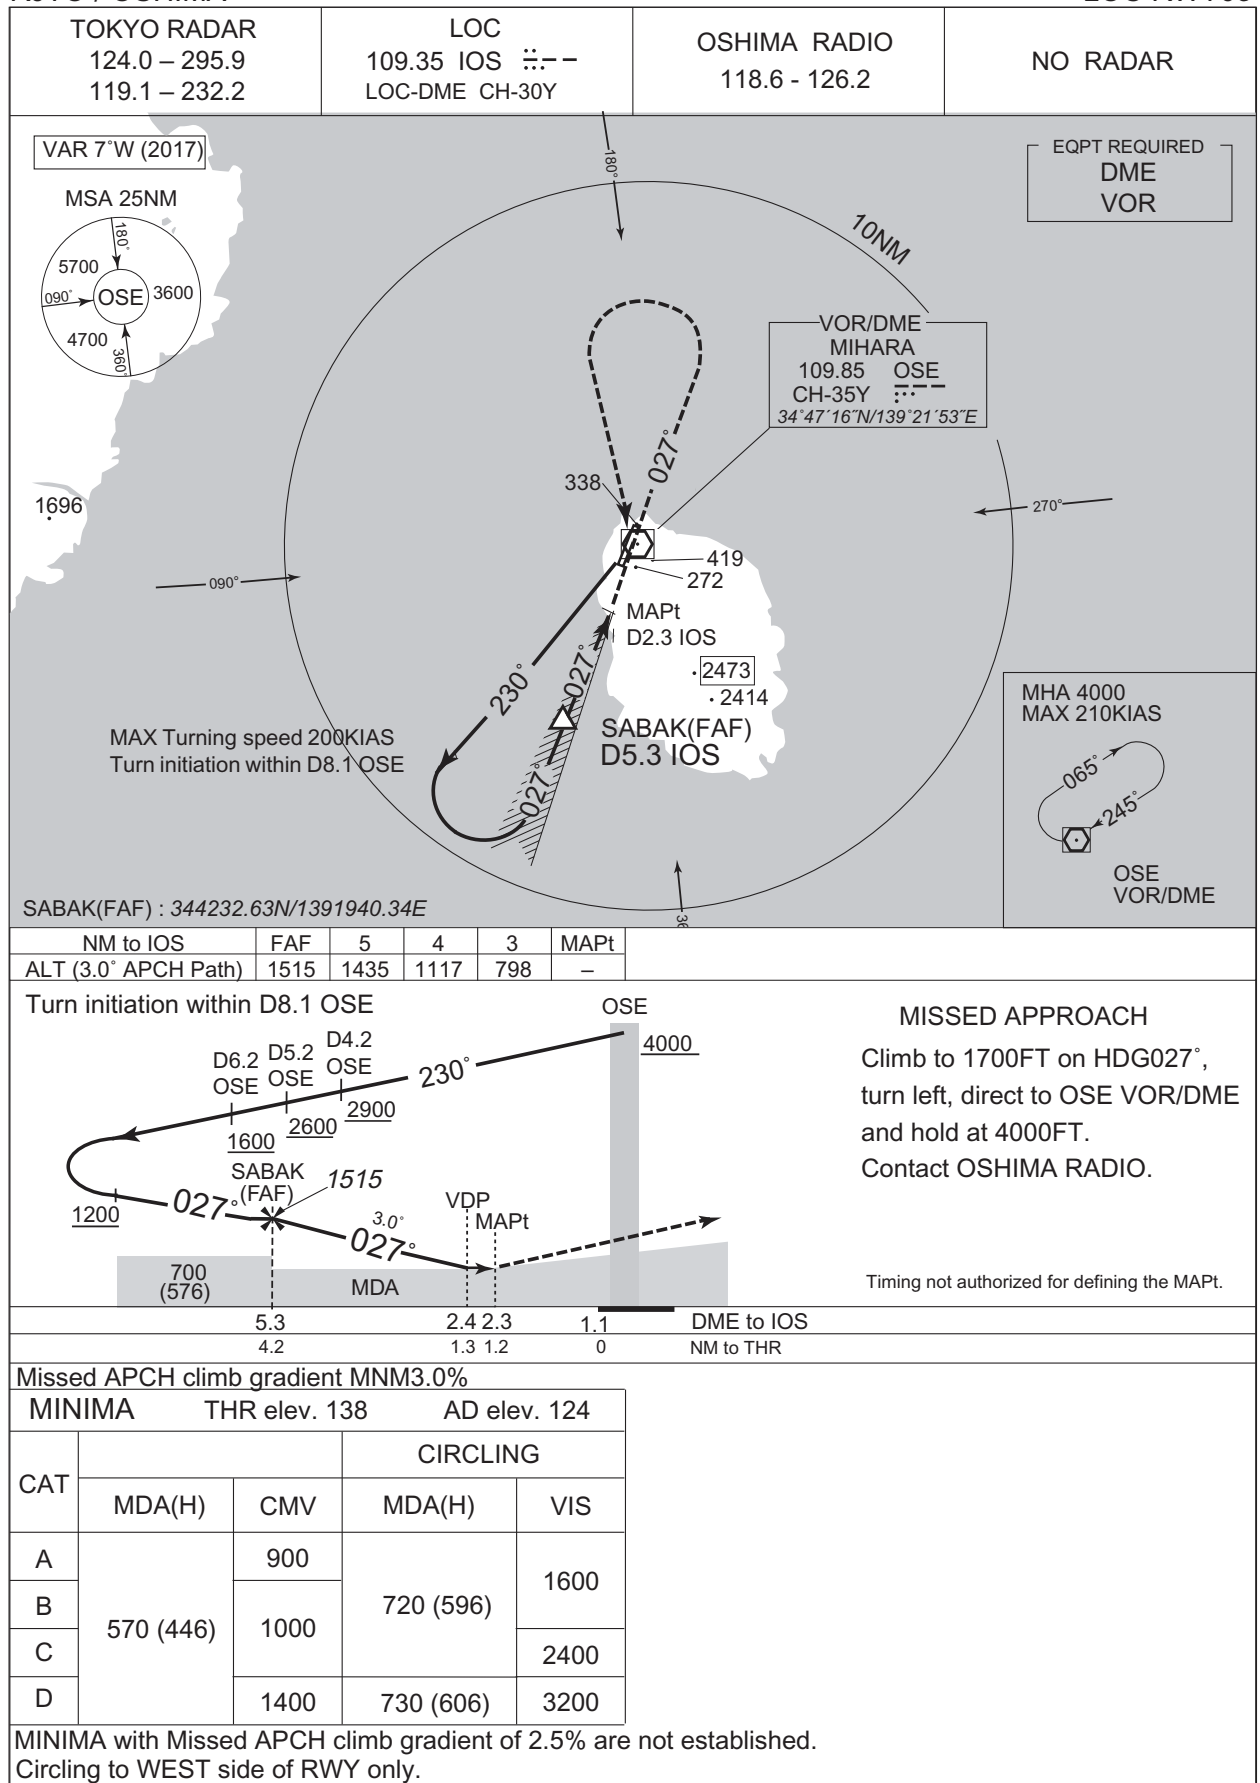 TOKYO RADAR
124.0 – 295.9
119.1 – 232.2
LOC
109.35 IOS
LOC-DME CH-30Y
OSHIMA RADIO
118.6 - 126.2
NO RADAR
VAR 7°W (2017)
MSA 25NM
180°
5700
090°
OSE
3600
4700
360°
180°
10NM
EQPT REQUIRED
DME
VOR
VOR/DME
MIHARA
109.85 OSE
CH-35Y
34°47´16˝N/139°21´53˝E
027°
338
1696
270°
090°
419
272
MAPt
D2.3 IOS
2473
2414
230°
027°
SABAK(FAF)
D5.3 IOS
027°
MAX Turning speed 200KIAS
Turn initiation within D8.1 OSE
MHA 4000
MAX 210KIAS
065°
245°
OSE
VOR/DME
SABAK(FAF) : 344232.63N/1391940.34E
36
NM to IOS FAF 5 4 3 MAPt
ALT (3.0° APCH Path) 1515 1435 1117 798 –
Turn initiation within D8.1 OSE
OSE
4000
230°
D4.2
OSE
2900
D5.2
OSE
2600
D6.2
OSE
1600
SABAK
(FAF)
1515
1200
027°
3.0°
027°
VDP
MAPt
700
(576)
MDA
MISSED APPROACH
Climb to 1700FT on HDG027°,
turn left, direct to OSE VOR/DME
and hold at 4000FT.
Contact OSHIMA RADIO.
Timing not authorized for defining the MAPt.
5.3 2.4 2.3 1.1 DME to IOS
4.2 1.3 1.2 0 NM to THR
Missed APCH climb gradient MNM3.0%
MINIMA THR elev. 138 AD elev. 124
CAT
CIRCLING
MDA(H) CMV MDA(H) VIS
A 900
B
570 (446) 1000 720 (596) 1600
C 2400
D 1400 730 (606) 3200
MINIMA with Missed APCH climb gradient of 2.5% are not established.
Circling to WEST side of RWY only.